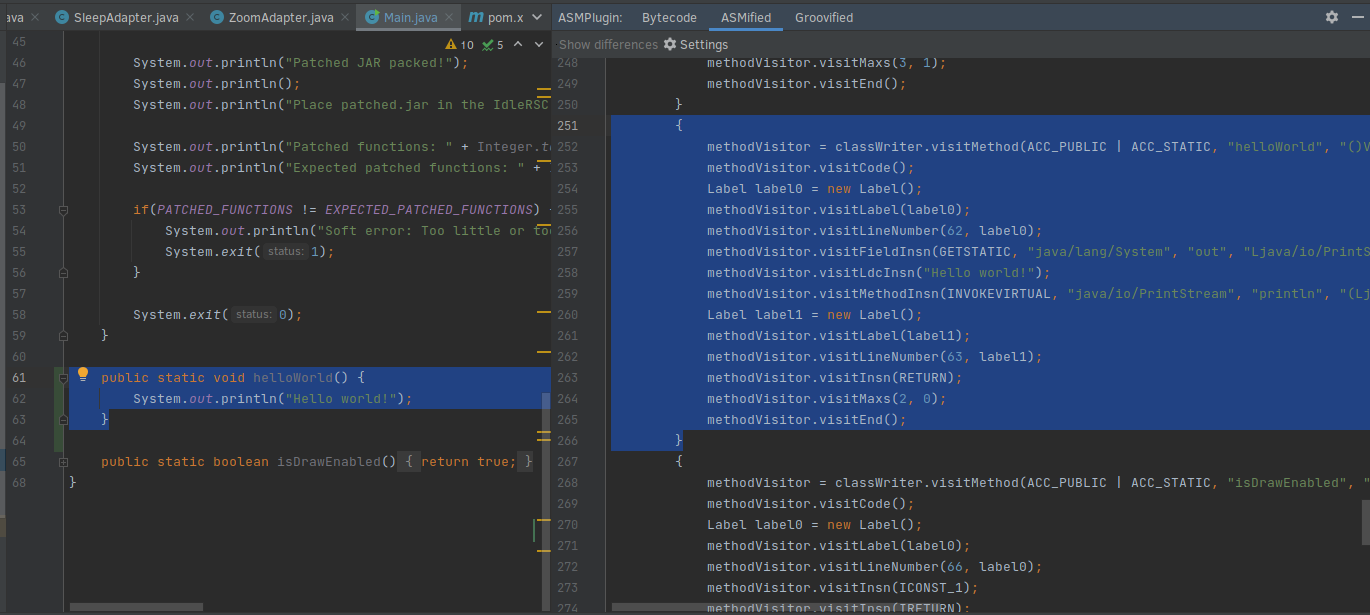 ava
SleepAdapter.java
ZoomAdapter.java
Main.java
pom.x
10 5
45
46 System.out.println("Patched JAR packed!");
47 System.out.println();
48 System.out.println("Place patched.jar in the IdleRSC
49
50 System.out.println("Patched functions: " + Integer.t
51 System.out.println("Expected patched functions: " +
52
53 if(PATCHED_FUNCTIONS != EXPECTED_PATCHED_FUNCTIONS)
54 System.out.println("Soft error: Too little or to
55 System.exit( status: 1);
56 }
57
58 System.exit( status: 0);
59 }
60
61 public static void helloWorld() {
62 System.out.println("Hello world!");
63 }
64
65 public static boolean isDrawEnabled() { return true; }
68 }
ASMPlugin: Bytecode ASMified Groovified
Show differences Settings
248 methodVisitor.visitMaxs(3, 1);
249 methodVisitor.visitEnd();
250 }
251 {
252 methodVisitor = classWriter.visitMethod(ACC_PUBLIC | ACC_STATIC, "helloWorld", "()V
253 methodVisitor.visitCode();
254 Label label0 = new Label();
255 methodVisitor.visitLabel(label0);
256 methodVisitor.visitLineNumber(62, label0);
257 methodVisitor.visitFieldInsn(GETSTATIC, "java/lang/System", "out", "Ljava/io/PrintS
258 methodVisitor.visitLdcInsn("Hello world!");
259 methodVisitor.visitMethodInsn(INVOKEVIRTUAL, "java/io/PrintStream", "println", "(Lj
260 Label label1 = new Label();
261 methodVisitor.visitLabel(label1);
262 methodVisitor.visitLineNumber(63, label1);
263 methodVisitor.visitInsn(RETURN);
264 methodVisitor.visitMaxs(2, 0);
265 methodVisitor.visitEnd();
266 }
267 {
268 methodVisitor = classWriter.visitMethod(ACC_PUBLIC | ACC_STATIC, "isDrawEnabled", "
269 methodVisitor.visitCode();
270 Label label0 = new Label();
271 methodVisitor.visitLabel(label0);
272 methodVisitor.visitLineNumber(66, label0);
273 methodVisitor.visitInsn(ICONST_1);
274 methodVisitor.visitInsn(IRETURN);